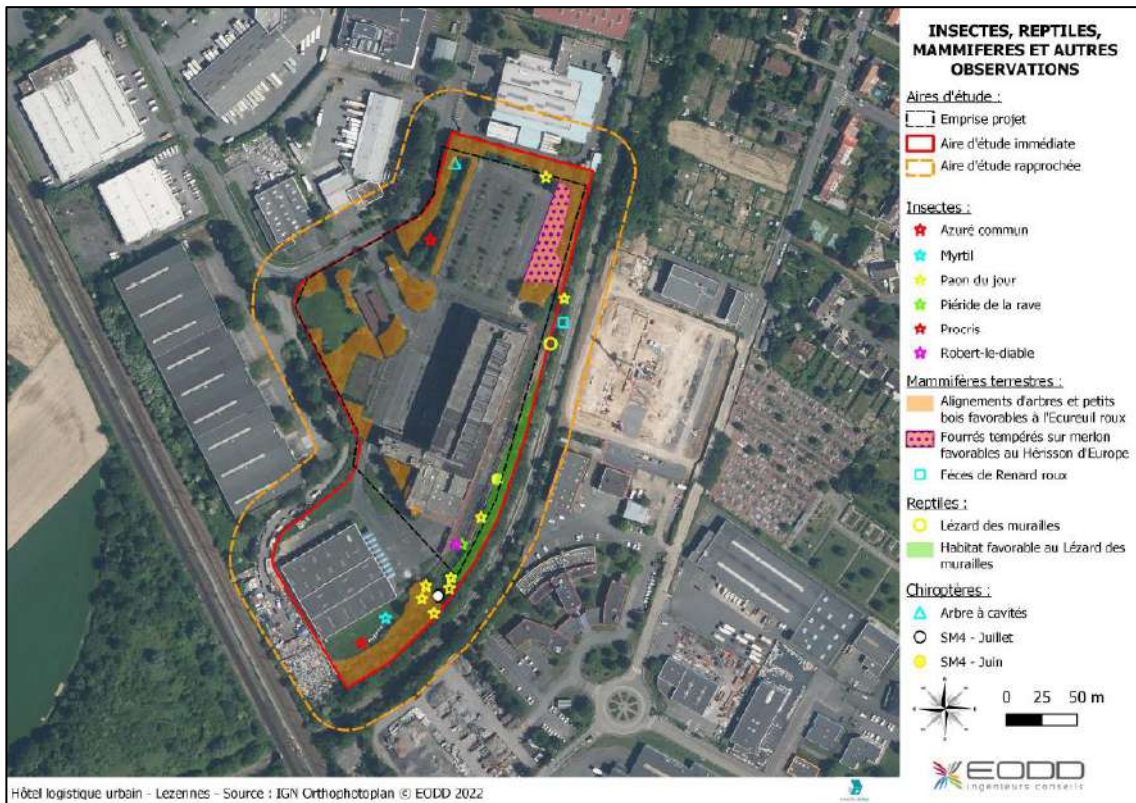 INSECTES, REPTILES,
MAMMIFERES ET AUTRES
OBSERVATIONS
Aires d'étude :
Emprise projet
Aire d'étude immédiate
Aire d'étude rapprochée
Insectes :
Azuré commun
Myrtil
Paon du jour
Piéride de la rave
Procris
Robert-le-diable
Mammifères terrestres :
Alignements d'arbres et petits
bois favorables à l'Ecureuil roux
Fourrés tempérés sur merlon
favorables au Hérisson d'Europe
Fèces de Renard roux
Reptiles :
Lézard des murailles
Habitat favorable au Lézard des
murailles
Chiroptères :
Arbre à cavités
SM4 - Juillet
SM4 - Juin
0 25 50 m
EODD
ingénieurs conseils
Hôtel logistique urbain - Lezennes - Source : IGN Orthophotoplan © EODD 2022